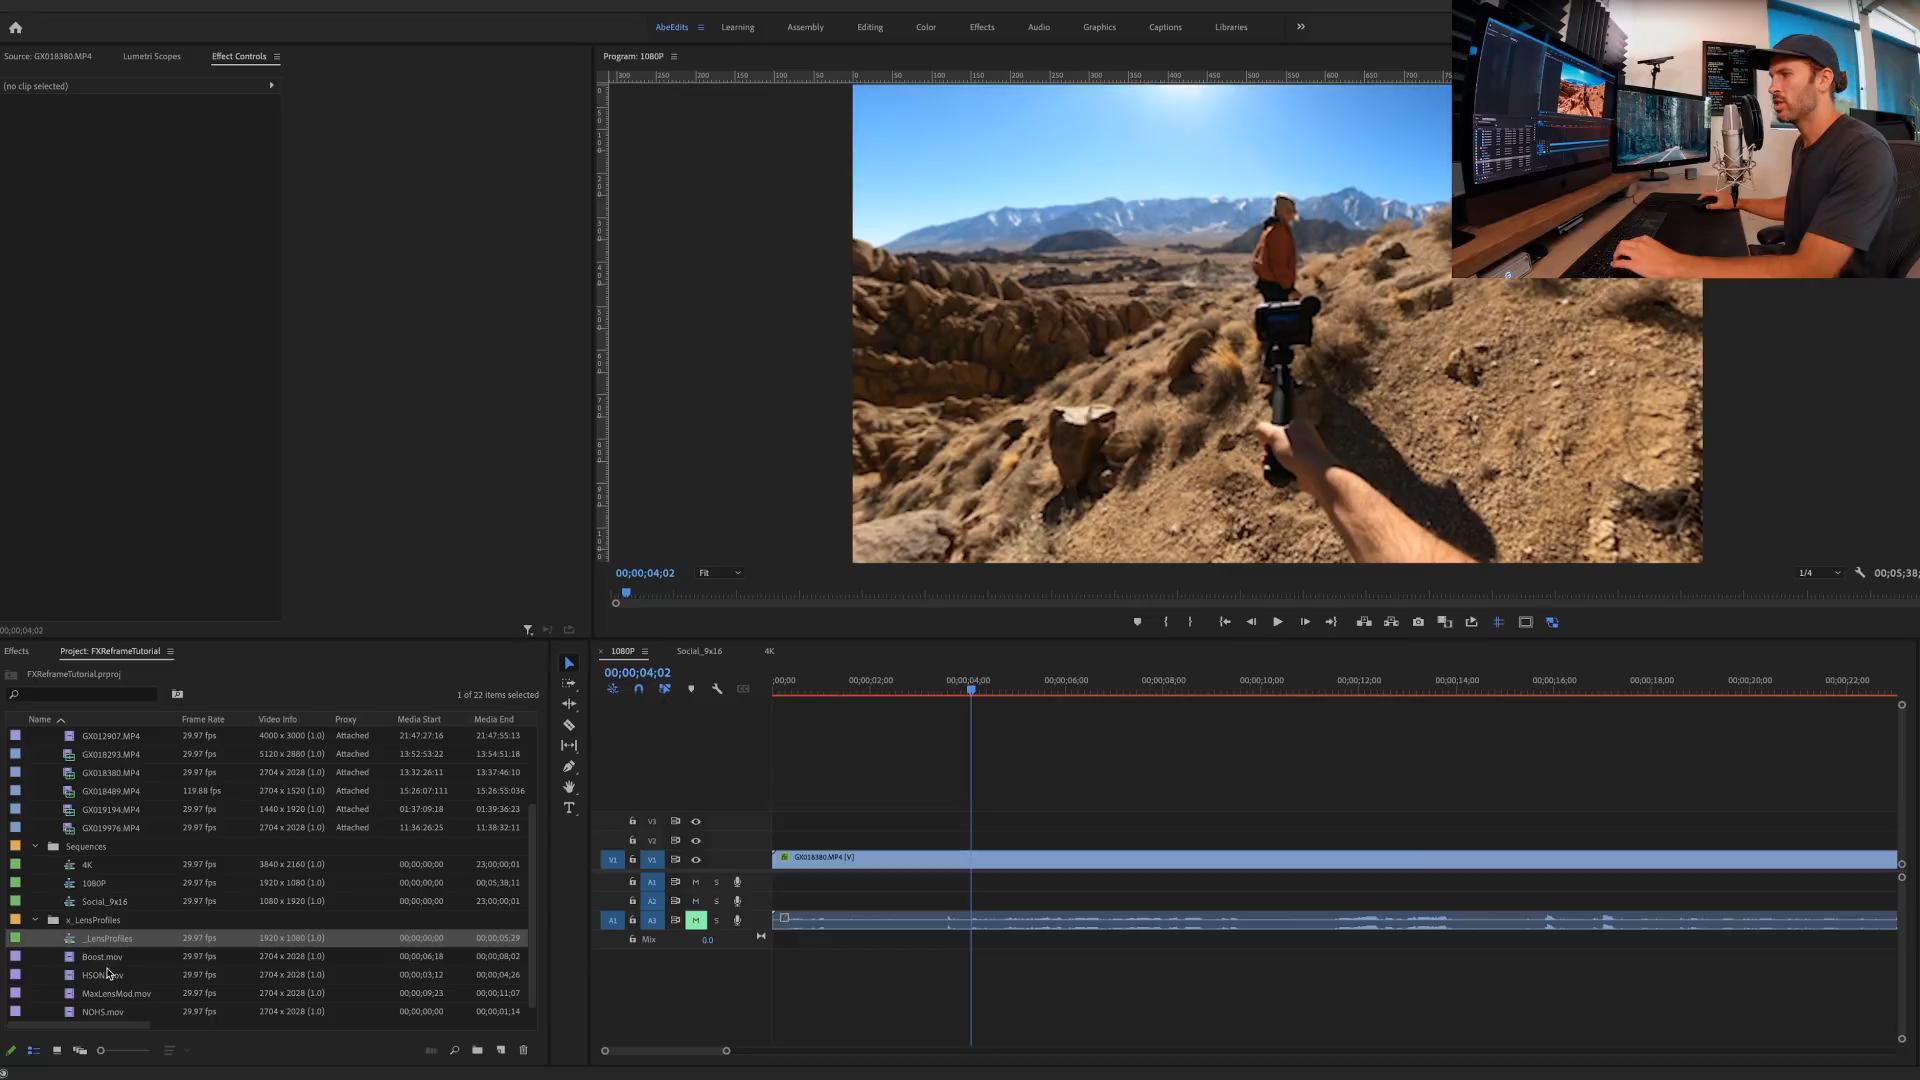 AbeEdits Learning Assembly Editing Color Effects Audio Graphics Captions Libraries
Source: GX018380.MP4 Lumetri Scopes Effect Controls
Program: 1080P
(no clip selected)
300 250 200 150 100 50 0 50 100 150 200 250 300 350 400 450 500 550 600 650 700
00;00;04;02 Fit 1/4 00;05;38;
00;00;04;02
Effects Project: FXReframeTutorial
FXReframeTutorial.prproj
1 of 22 items selected
Name Frame Rate Video Info Proxy Media Start Media End
GX012907.MP4 29.97 fps 4000 x 3000 (1.0) Attached 21:47:27:16 21:47:55:13
GX018293.MP4 29.97 fps 5120 x 2880 (1.0) Attached 13:52:53:22 13:54:51:18
GX018380.MP4 29.97 fps 2704 x 2028 (1.0) Attached 13:32:26:11 13:37:46:10
GX018489.MP4 119.88 fps 2704 x 1520 (1.0) Attached 15:26:07:111 15:26:55:036
GX019194.MP4 29.97 fps 1440 x 1920 (1.0) Attached 01:37:09:18 01:39:36:23
GX019976.MP4 29.97 fps 2704 x 2028 (1.0) Attached 11:36:26:25 11:38:32:11
Sequences
4K 29.97 fps 3840 x 2160 (1.0) 00;00;00;00 23;00;00;01
1080P 29.97 fps 1920 x 1080 (1.0) 00;00;00;00 00;05;38;11
Social_9x16 29.97 fps 1080 x 1920 (1.0) 00;00;00;00 23;00;00;01
x_LensProfiles
_LensProfiles 29.97 fps 1920 x 1080 (1.0) 00;00;00;00 00;00;05;29
Boost.mov 29.97 fps 2704 x 2028 (1.0) 00;00;06;18 00;00;08;02
HSON.mov 29.97 fps 2704 x 2028 (1.0) 00;00;03;12 00;00;04;26
MaxLensMod.mov 29.97 fps 2704 x 2028 (1.0) 00;00;09;23 00;00;11;07
NOHS.mov 29.97 fps 2704 x 2028 (1.0) 00;00;00;00 00;00;01;14
1080P Social_9x16 4K
00;00;04;02
;00;00 00;00;02;00 00;00;04;00 00;00;06;00 00;00;08;00 00;00;10;00 00;00;12;00 00;00;14;00 00;00;16;00 00;00;18;00 00;00;20;00 00;00;22;00
V3
V2
V1 V1 fx GX018380.MP4 [V]
A1 M S
A2 M S
A1 A3 M S
Mix 0.0